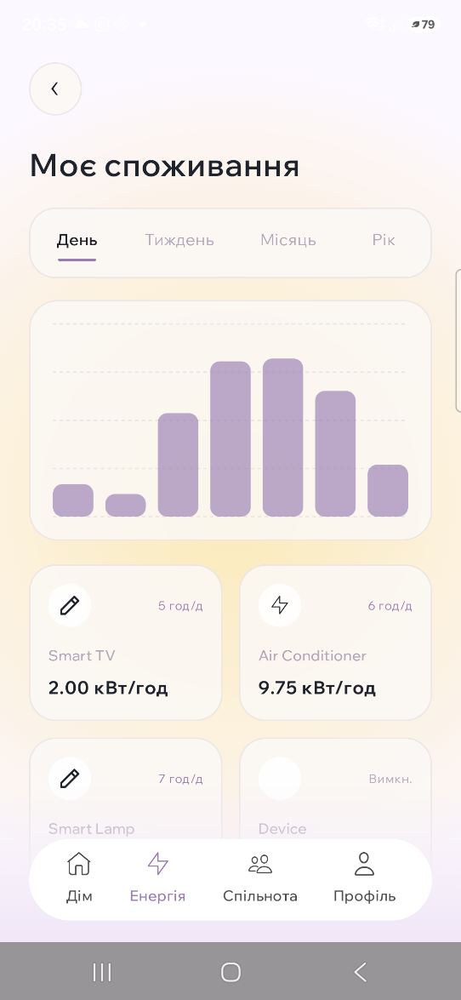 20:35
79
Моє споживання
День Тиждень Місяць Рік
5 год/д
6 год/д
Smart TV
Air Conditioner
2.00 кВт/год
9.75 кВт/год
7 год/д
Вимкн.
Smart Lamp
Device
Дім Енергія Спільнота Профіль